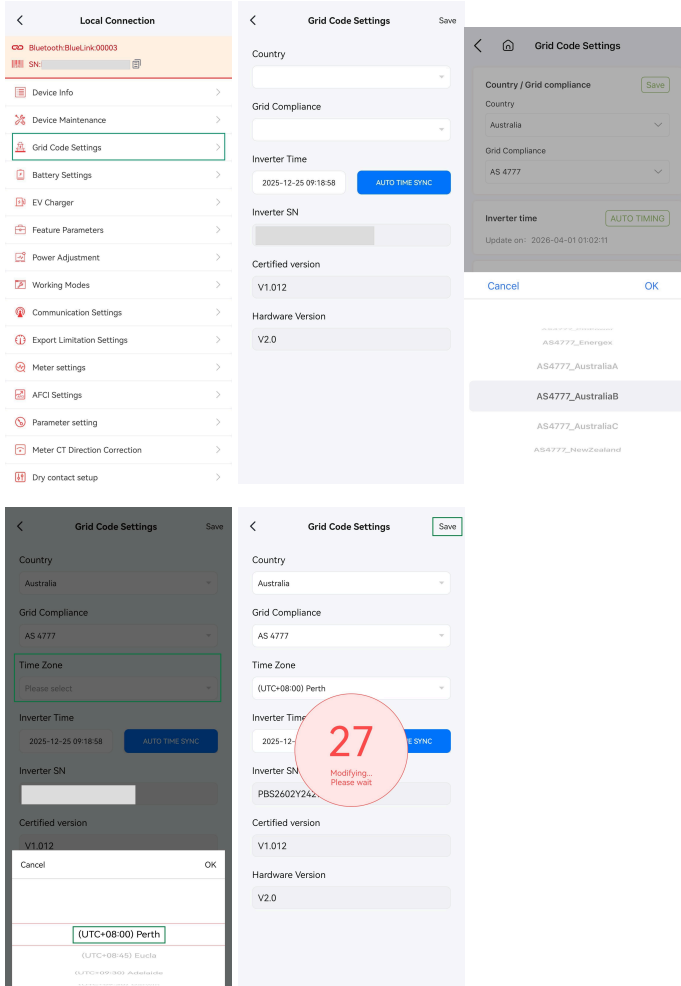 Local Connection
Bluetooth:BlueLink:00003
SN:
Device Info
Device Maintenance
Grid Code Settings
Battery Settings
EV Charger
Feature Parameters
Power Adjustment
Working Modes
Communication Settings
Export Limitation Settings
Meter settings
AFCI Settings
Parameter setting
Meter CT Direction Correction
Dry contact setup
Grid Code Settings
Save
Country
Grid Compliance
Inverter Time
2025-12-25 09:18:58
AUTO TIME SYNC
Inverter SN
Certified version
V1.012
Hardware Version
V2.0
Grid Code Settings
Country / Grid compliance
Save
Country
Australia
Grid Compliance
AS 4777
Inverter time
AUTO TIMING
Update on: 2026-04-01 01:02:11
Cancel
OK
AS4777_Energex
AS4777_AustraliaA
AS4777_AustraliaB
AS4777_AustraliaC
AS4777_NewZealand
Grid Code Settings
Save
Country
Australia
Grid Compliance
AS 4777
Time Zone
Please select
Inverter Time
2025-12-25 09:18:58
AUTO TIME SYNC
Inverter SN
Certified version
V1.012
Cancel
OK
(UTC+08:00) Perth
(UTC+08:45) Eucla
(UTC+09:30) Adelaide
Grid Code Settings
Save
Country
Australia
Grid Compliance
AS 4777
Time Zone
(UTC+08:00) Perth
Inverter Time
2025-12-
E SYNC
27
Modifying...
Please wait
Inverter SN
PBS2602Y242
Certified version
V1.012
Hardware Version
V2.0